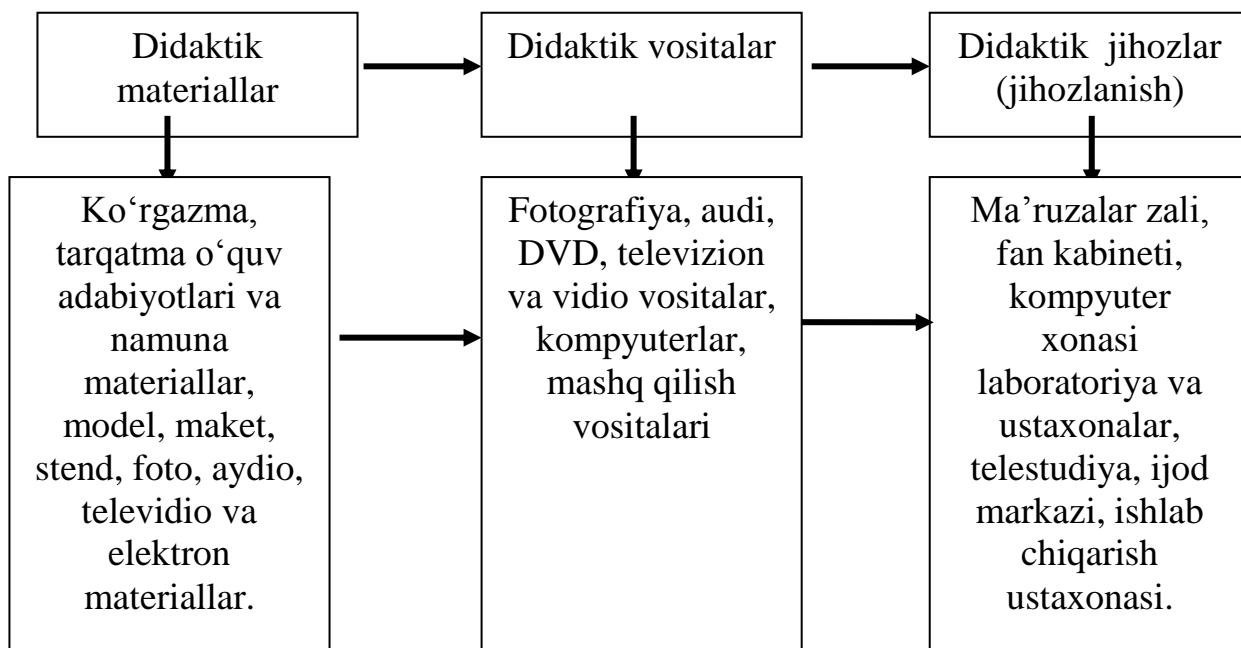 Didaktik
materiallar
Didaktik vositalar
Didaktik jihozlar
(jihozlanish)
Ko‘rgazma,
tarqatma o‘quv
adabiyotlari va
namuna
materiallar,
model, maket,
stend, foto, aydio,
televidio va
elektron
materiallar.
Fotografiya, audi,
DVD, televizion
va vidio vositalar,
kompyuterlar,
mashq qilish
vositalari
Ma’ruzalar zali,
fan kabineti,
kompyuter
xonasi
laboratoriya va
ustaxonalar,
telestudiya, ijod
markazi, ishlab
chiqarish
ustaxonasi.